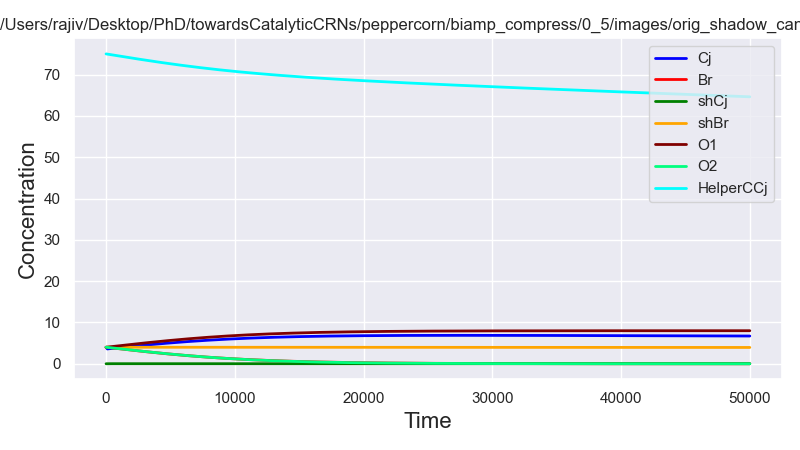 /Users/rajiv/Desktop/PhD/towardsCatalyticCRNs/peppercorn/biamp_compress/0_5/images/orig_shadow_can
Concentration
70
60
50
40
30
20
10
0
Cj
Br
shCj
shBr
O1
O2
HelperCCj
0 10000 20000 30000 40000 50000
Time